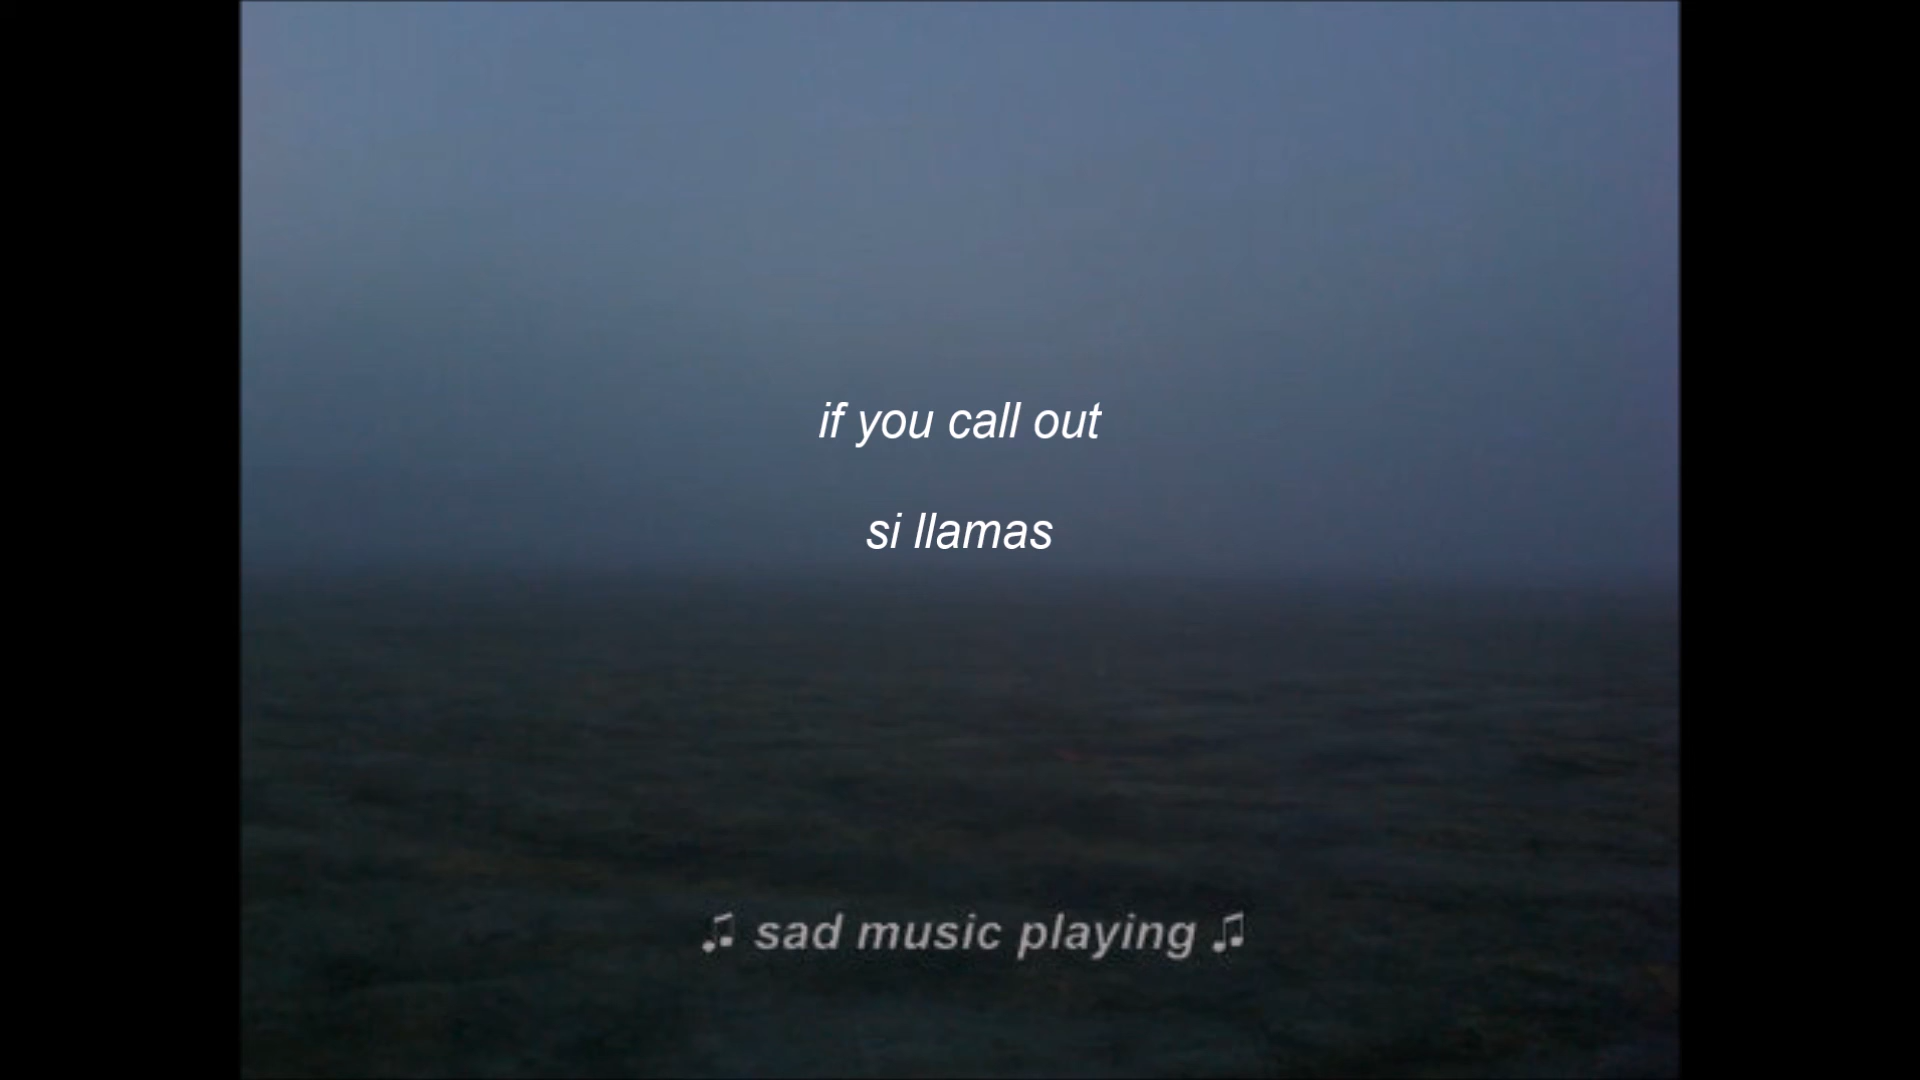 if you call out
si llamas
♫ sad music playing ♫